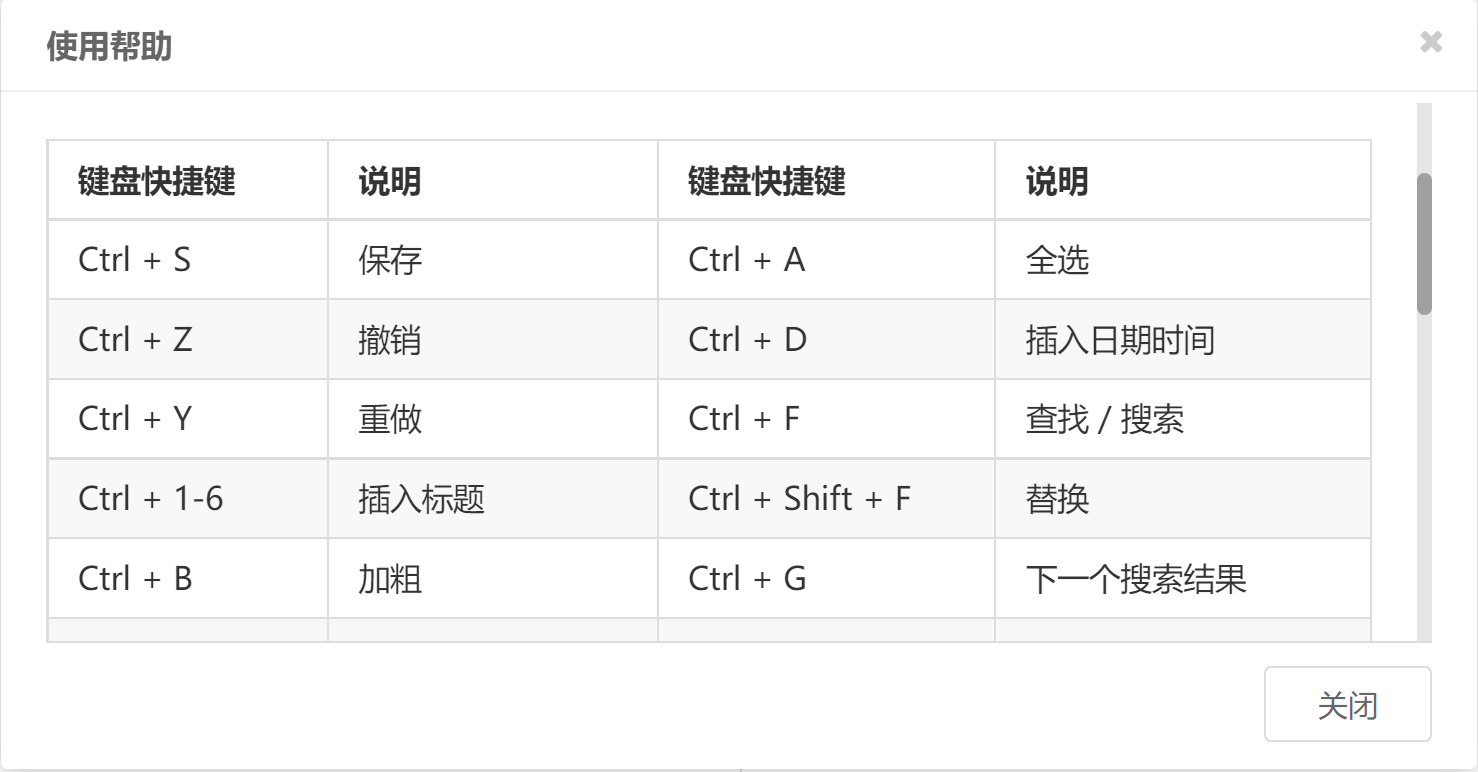 使用帮助
键盘快捷键 说明 键盘快捷键 说明
Ctrl + S 保存 Ctrl + A 全选
Ctrl + Z 撤销 Ctrl + D 插入日期时间
Ctrl + Y 重做 Ctrl + F 查找 / 搜索
Ctrl + 1-6 插入标题 Ctrl + Shift + F 替换
Ctrl + B 加粗 Ctrl + G 下一个搜索结果
关闭